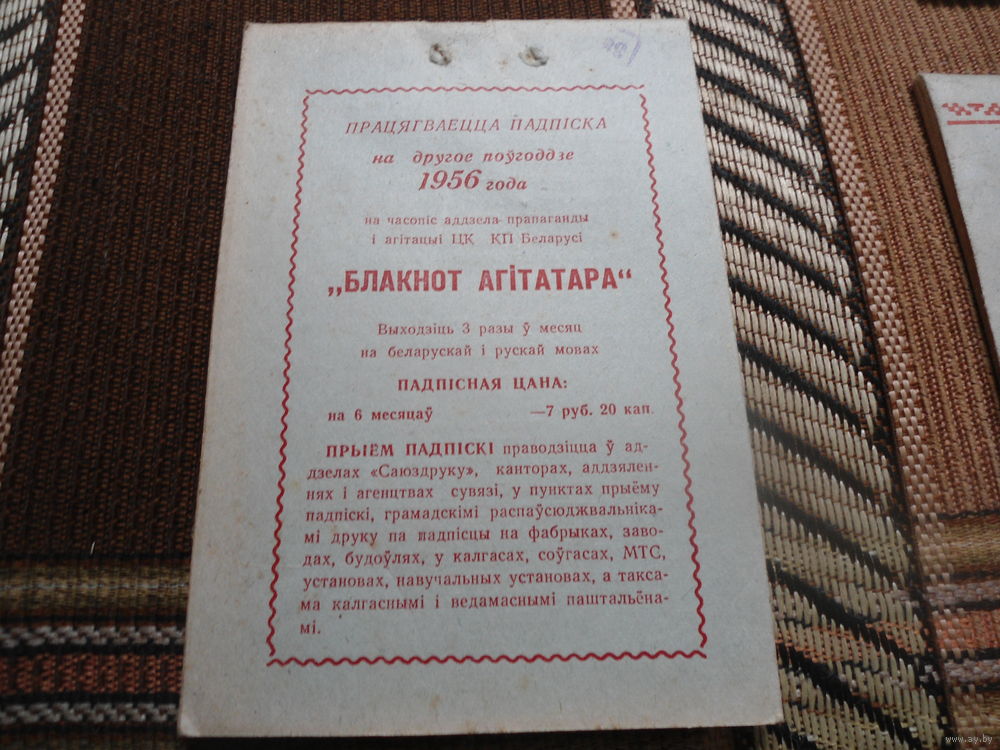 ПРАЦЯГВАЕЦЦА ПАДПІСКА
на другое поўгоддзе
1956 года
на часопіс аддзела прапаганды
і агітацыі ЦК КП Беларусі
„БЛАКНОТ АГІТАТАРА“
Выходзіць 3 разы ў месяц
на беларускай і рускай мовах
ПАДПІСНАЯ ЦАНА:
на 6 месяцаў —7 руб. 20 кап.
ПРЫЁМ ПАДПІСКІ праводзіцца ў ад-
дзелах «Саюздруку», канторах, аддзялен-
нях і агенцтвах сувязі, у пунктах прыёму
падпіскі, грамадскімі распаўсюджвальніка-
мі друку па падпісцы на фабрыках, заво-
дах, будоўлях, у калгасах, соўгасах, МТС,
установах, навучальных установах, а такса-
ма калгаснымі і ведамаснымі паштальёна-
мі.
www.ay.by